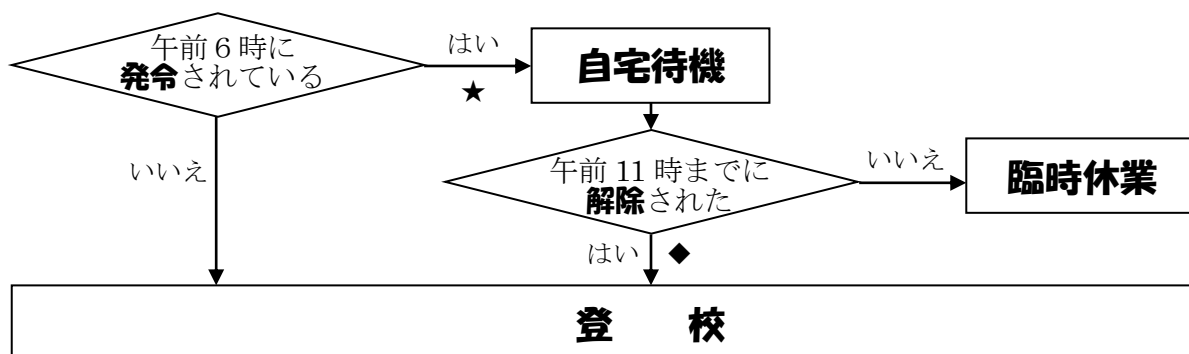 午前6時に
発令されている
はい
★
自宅待機
いいえ
午前11時までに
解除された
いいえ
臨時休業
はい ◆
登 校